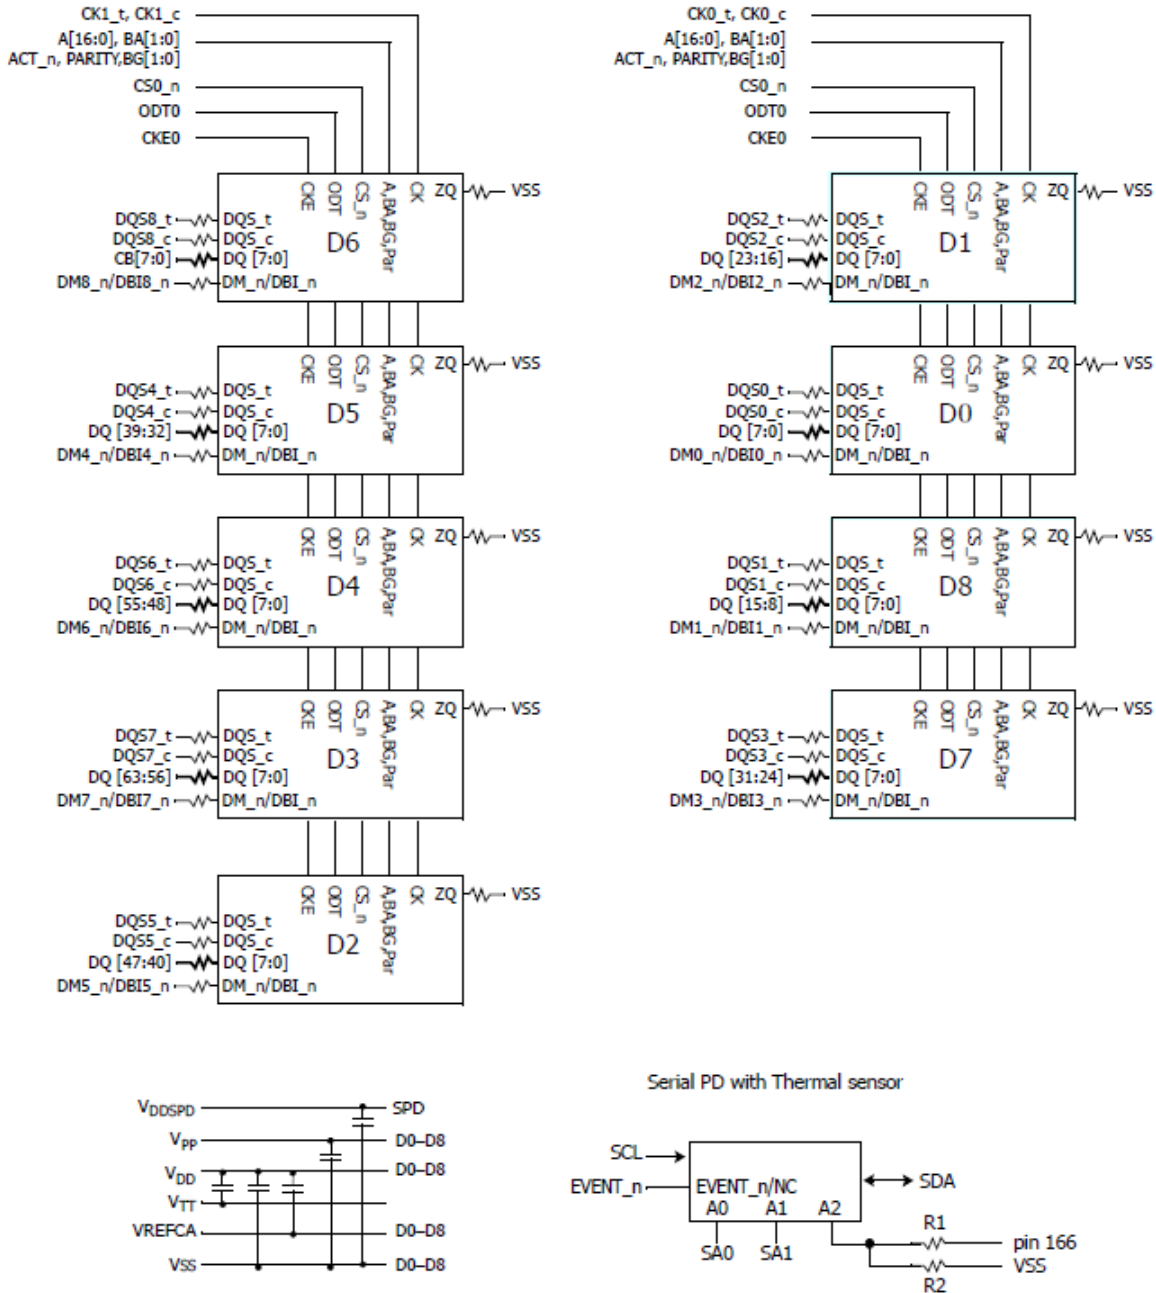 CK1_t, CK1_c
A[16:0], BA[1:0]
ACT_n, PARITY,BG[1:0]
CS0_n
ODT0
CKE0
CKE
ODT
CS_n
A,BA,BG,Par
CK
ZQ
VSS
DQS8_t
DQS_t
DQS8_c
DQS_c
D6
CB[7:0]
DQ [7:0]
DM8_n/DBI8_n
DM_n/DBI_n
CKE
ODT
CS_n
A,BA,BG,Par
CK
ZQ
VSS
DQS4_t
DQS_t
DQS4_c
DQS_c
D5
DQ [39:32]
DQ [7:0]
DM4_n/DBI4_n
DM_n/DBI_n
CKE
ODT
CS_n
A,BA,BG,Par
CK
ZQ
VSS
DQS6_t
DQS_t
DQS6_c
DQS_c
D4
DQ [55:48]
DQ [7:0]
DM6_n/DBI6_n
DM_n/DBI_n
CKE
ODT
CS_n
A,BA,BG,Par
CK
ZQ
VSS
DQS7_t
DQS_t
DQS7_c
DQS_c
D3
DQ [63:56]
DQ [7:0]
DM7_n/DBI7_n
DM_n/DBI_n
CKE
ODT
CS_n
A,BA,BG,Par
CK
ZQ
VSS
DQS5_t
DQS_t
DQS5_c
DQS_c
D2
DQ [47:40]
DQ [7:0]
DM5_n/DBI5_n
DM_n/DBI_n
CK0_t, CK0_c
A[16:0], BA[1:0]
ACT_n, PARITY,BG[1:0]
CS0_n
ODT0
CKE0
CKE
ODT
CS_n
A,BA,BG,Par
CK
ZQ
VSS
DQS2_t
DQS_t
DQS2_c
DQS_c
D1
DQ [23:16]
DQ [7:0]
DM2_n/DBI2_n
DM_n/DBI_n
CKE
ODT
CS_n
A,BA,BG,Par
CK
ZQ
VSS
DQS0_t
DQS_t
DQS0_c
DQS_c
D0
DQ [7:0]
DQ [7:0]
DM0_n/DBI0_n
DM_n/DBI_n
CKE
ODT
CS_n
A,BA,BG,Par
CK
ZQ
VSS
DQS1_t
DQS_t
DQS1_c
DQS_c
D8
DQ [15:8]
DQ [7:0]
DM1_n/DBI1_n
DM_n/DBI_n
CKE
ODT
CS_n
A,BA,BG,Par
CK
ZQ
VSS
DQS3_t
DQS_t
DQS3_c
DQS_c
D7
DQ [31:24]
DQ [7:0]
DM3_n/DBI3_n
DM_n/DBI_n
VDDSPD
SPD
VPP
D0–D8
VDD
D0–D8
VTT
VREFCA
D0–D8
VSS
D0–D8
Serial PD with Thermal sensor
SCL
EVENT_n
EVENT_n/NC
SDA
A0
A1
A2
SA0
SA1
R1
pin 166
VSS
R2